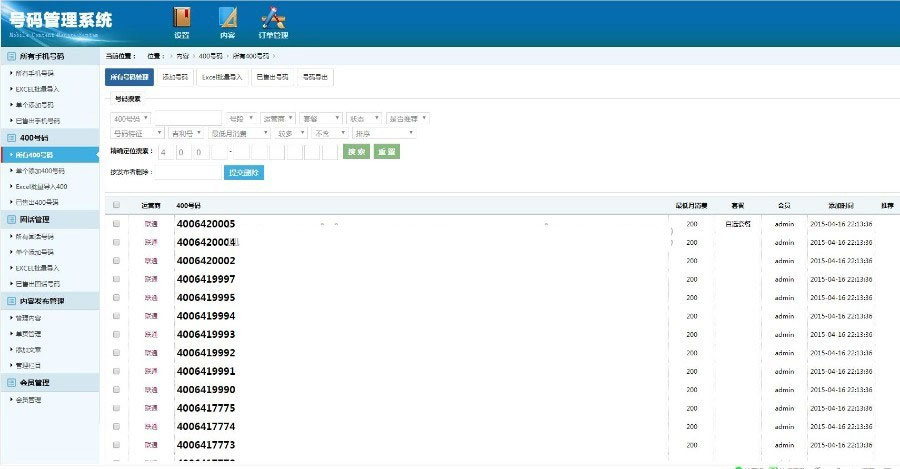 号码管理系统
Mobile Content Manage System
设置 内容 订单管理
所有手机号码
所有手机号码
EXCEL批量导入
单个添加号码
已售出手机号码
400号码
所有400号码
单个添加400号码
Excel批量导入400
已售出400号码
固话管理
所有固话号码
单个添加号码
EXCEL批量导入
已售出固话号码
内容发布管理
管理内容
单页管理
添加文章
管理栏目
会员管理
会员管理
当前位置： 位置： 内容 400号码 所有400号码
所有号码管理 添加号码 Excel批量导入 已售出号码 号码导出
号码搜索
400号码 号段 运营商 套餐 状态 是否推荐
号码特征 吉利号 最低月消费 较多 不含 排序
精确定位搜索： 4 0 0 - 搜索 重置
按发布者删除： 提交删除
运营商 400号码 最低月消费 套餐 会员 添加时间 推荐
联通 4006420005 200 自选套餐 admin 2015-04-16 22:13:36
联通 4006420004 200 admin 2015-04-16 22:13:36
联通 4006420002 200 admin 2015-04-16 22:13:36
联通 4006419997 200 admin 2015-04-16 22:13:36
联通 4006419995 200 admin 2015-04-16 22:13:36
联通 4006419994 200 admin 2015-04-16 22:13:36
联通 4006419993 200 admin 2015-04-16 22:13:36
联通 4006419992 200 admin 2015-04-16 22:13:36
联通 4006419991 200 admin 2015-04-16 22:13:36
联通 4006419990 200 admin 2015-04-16 22:13:36
联通 4006417775 200 admin 2015-04-16 22:13:36
联通 4006417774 200 admin 2015-04-16 22:13:36
联通 4006417773 200 admin 2015-04-16 22:13:36